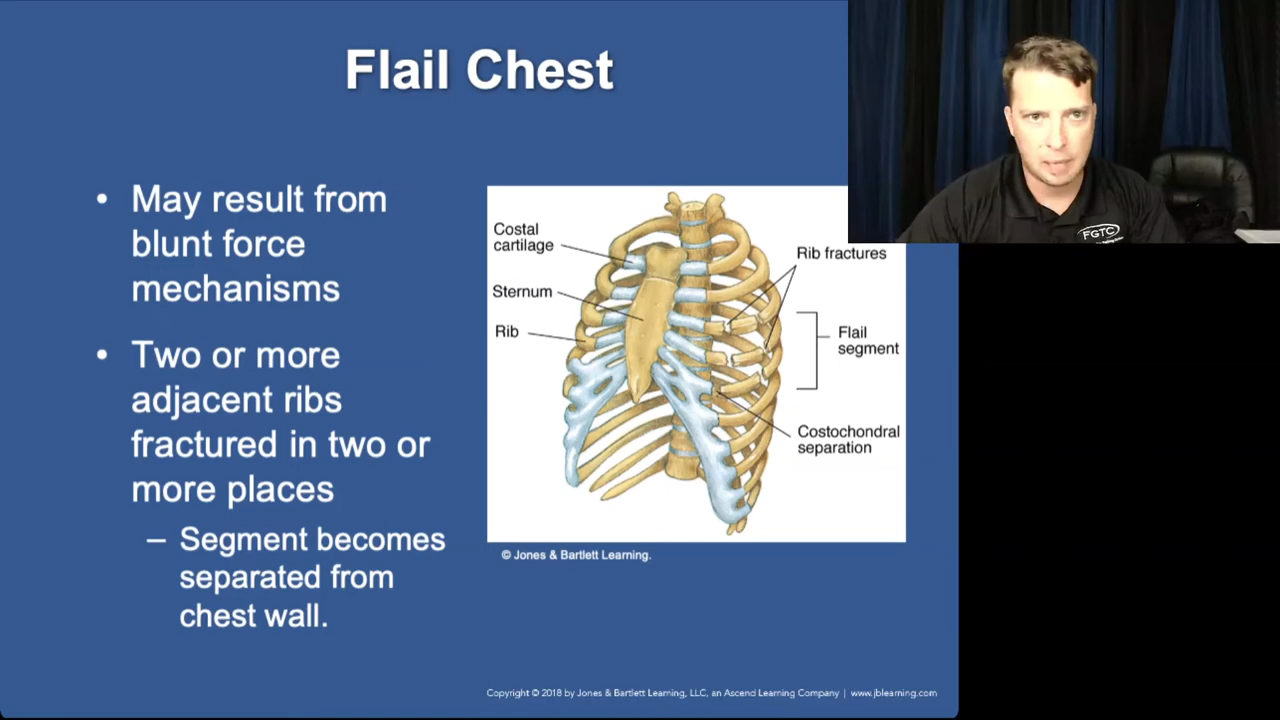 Flail Chest
• May result from
blunt force
mechanisms
• Two or more
adjacent ribs
fractured in two or
more places
– Segment becomes
separated from
chest wall.
Costal
cartilage
Sternum
Rib
Rib fractures
Flail
segment
Costochondral
separation
© Jones & Bartlett Learning.
Copyright © 2018 by Jones & Bartlett Learning, LLC, an Ascend Learning Company | www.jblearning.com
FGTC